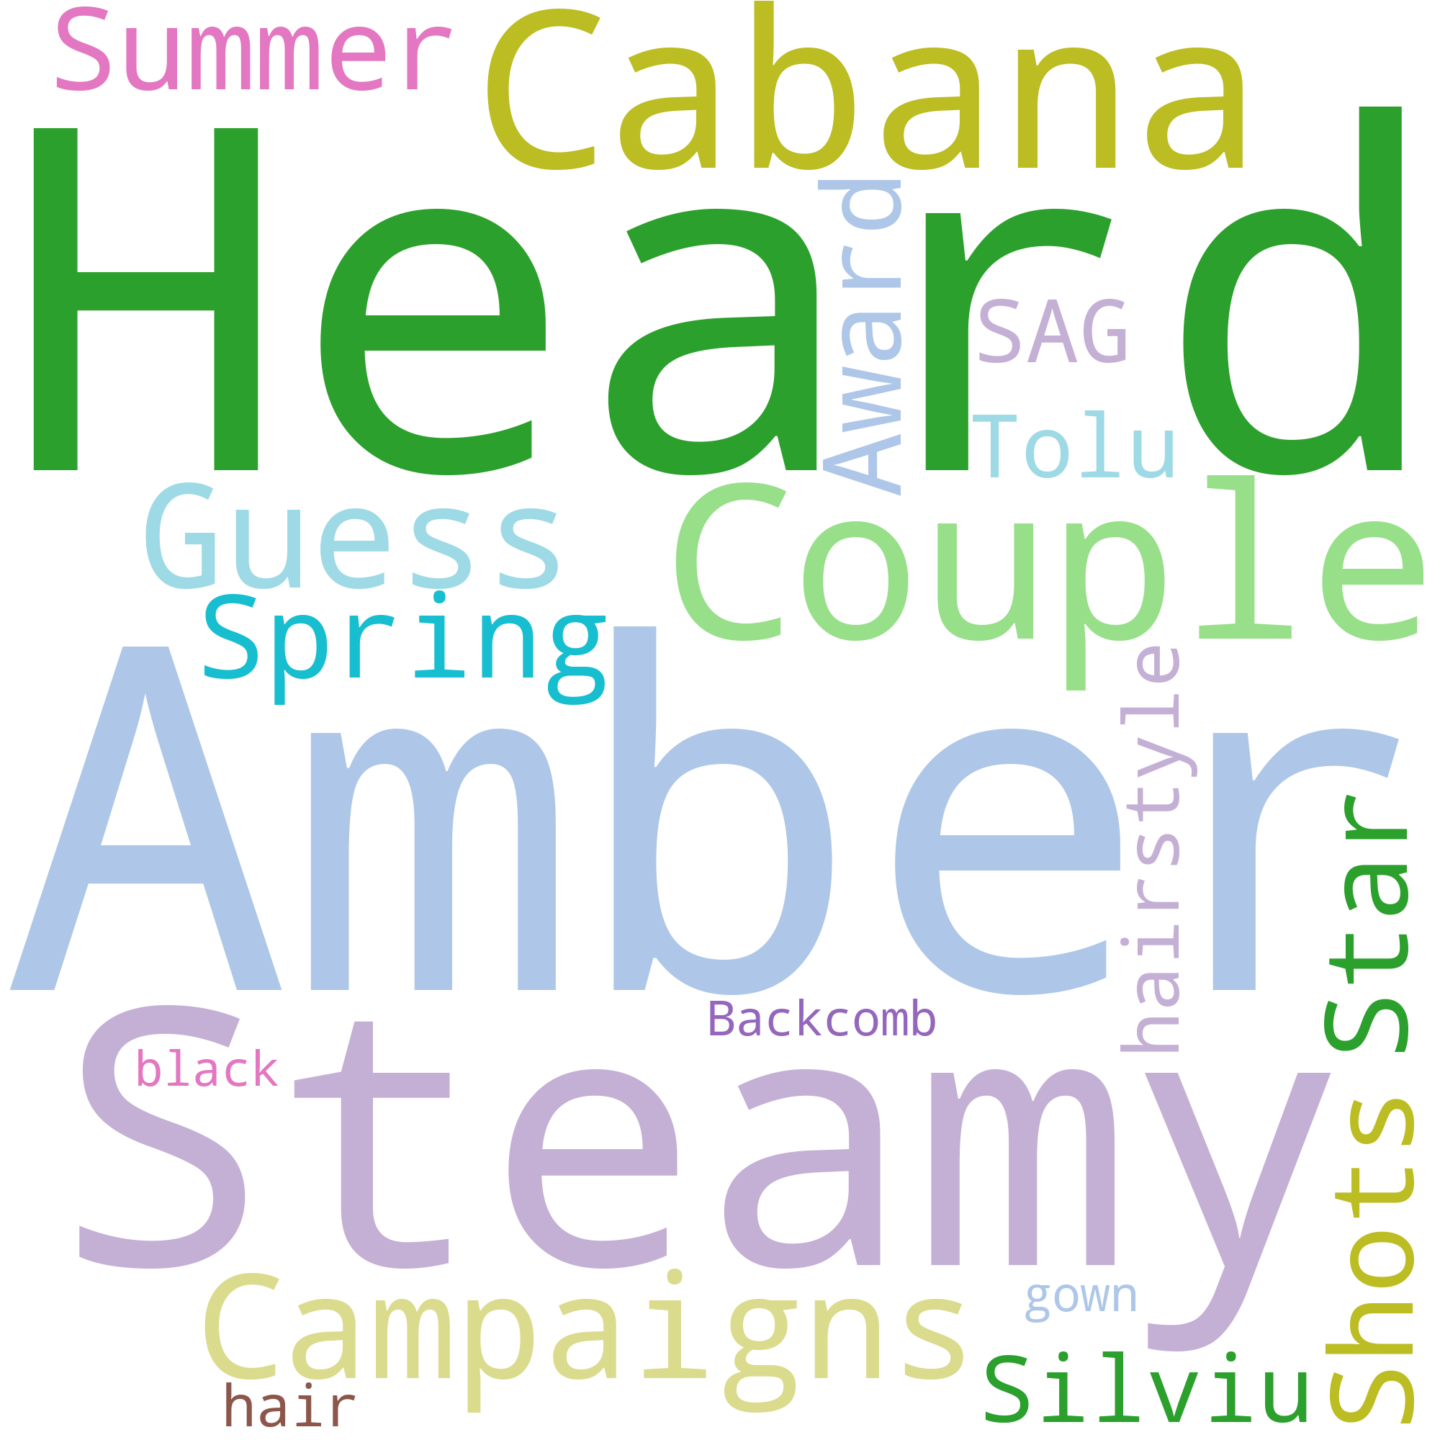 Summer
Cabana
Heard
Award
SAG
Tolu
Guess
Couple
Spring
Amber
hairstyle
Star
Steamy
Backcomb
black
Shots
Campaigns
gown
Silviu
hair